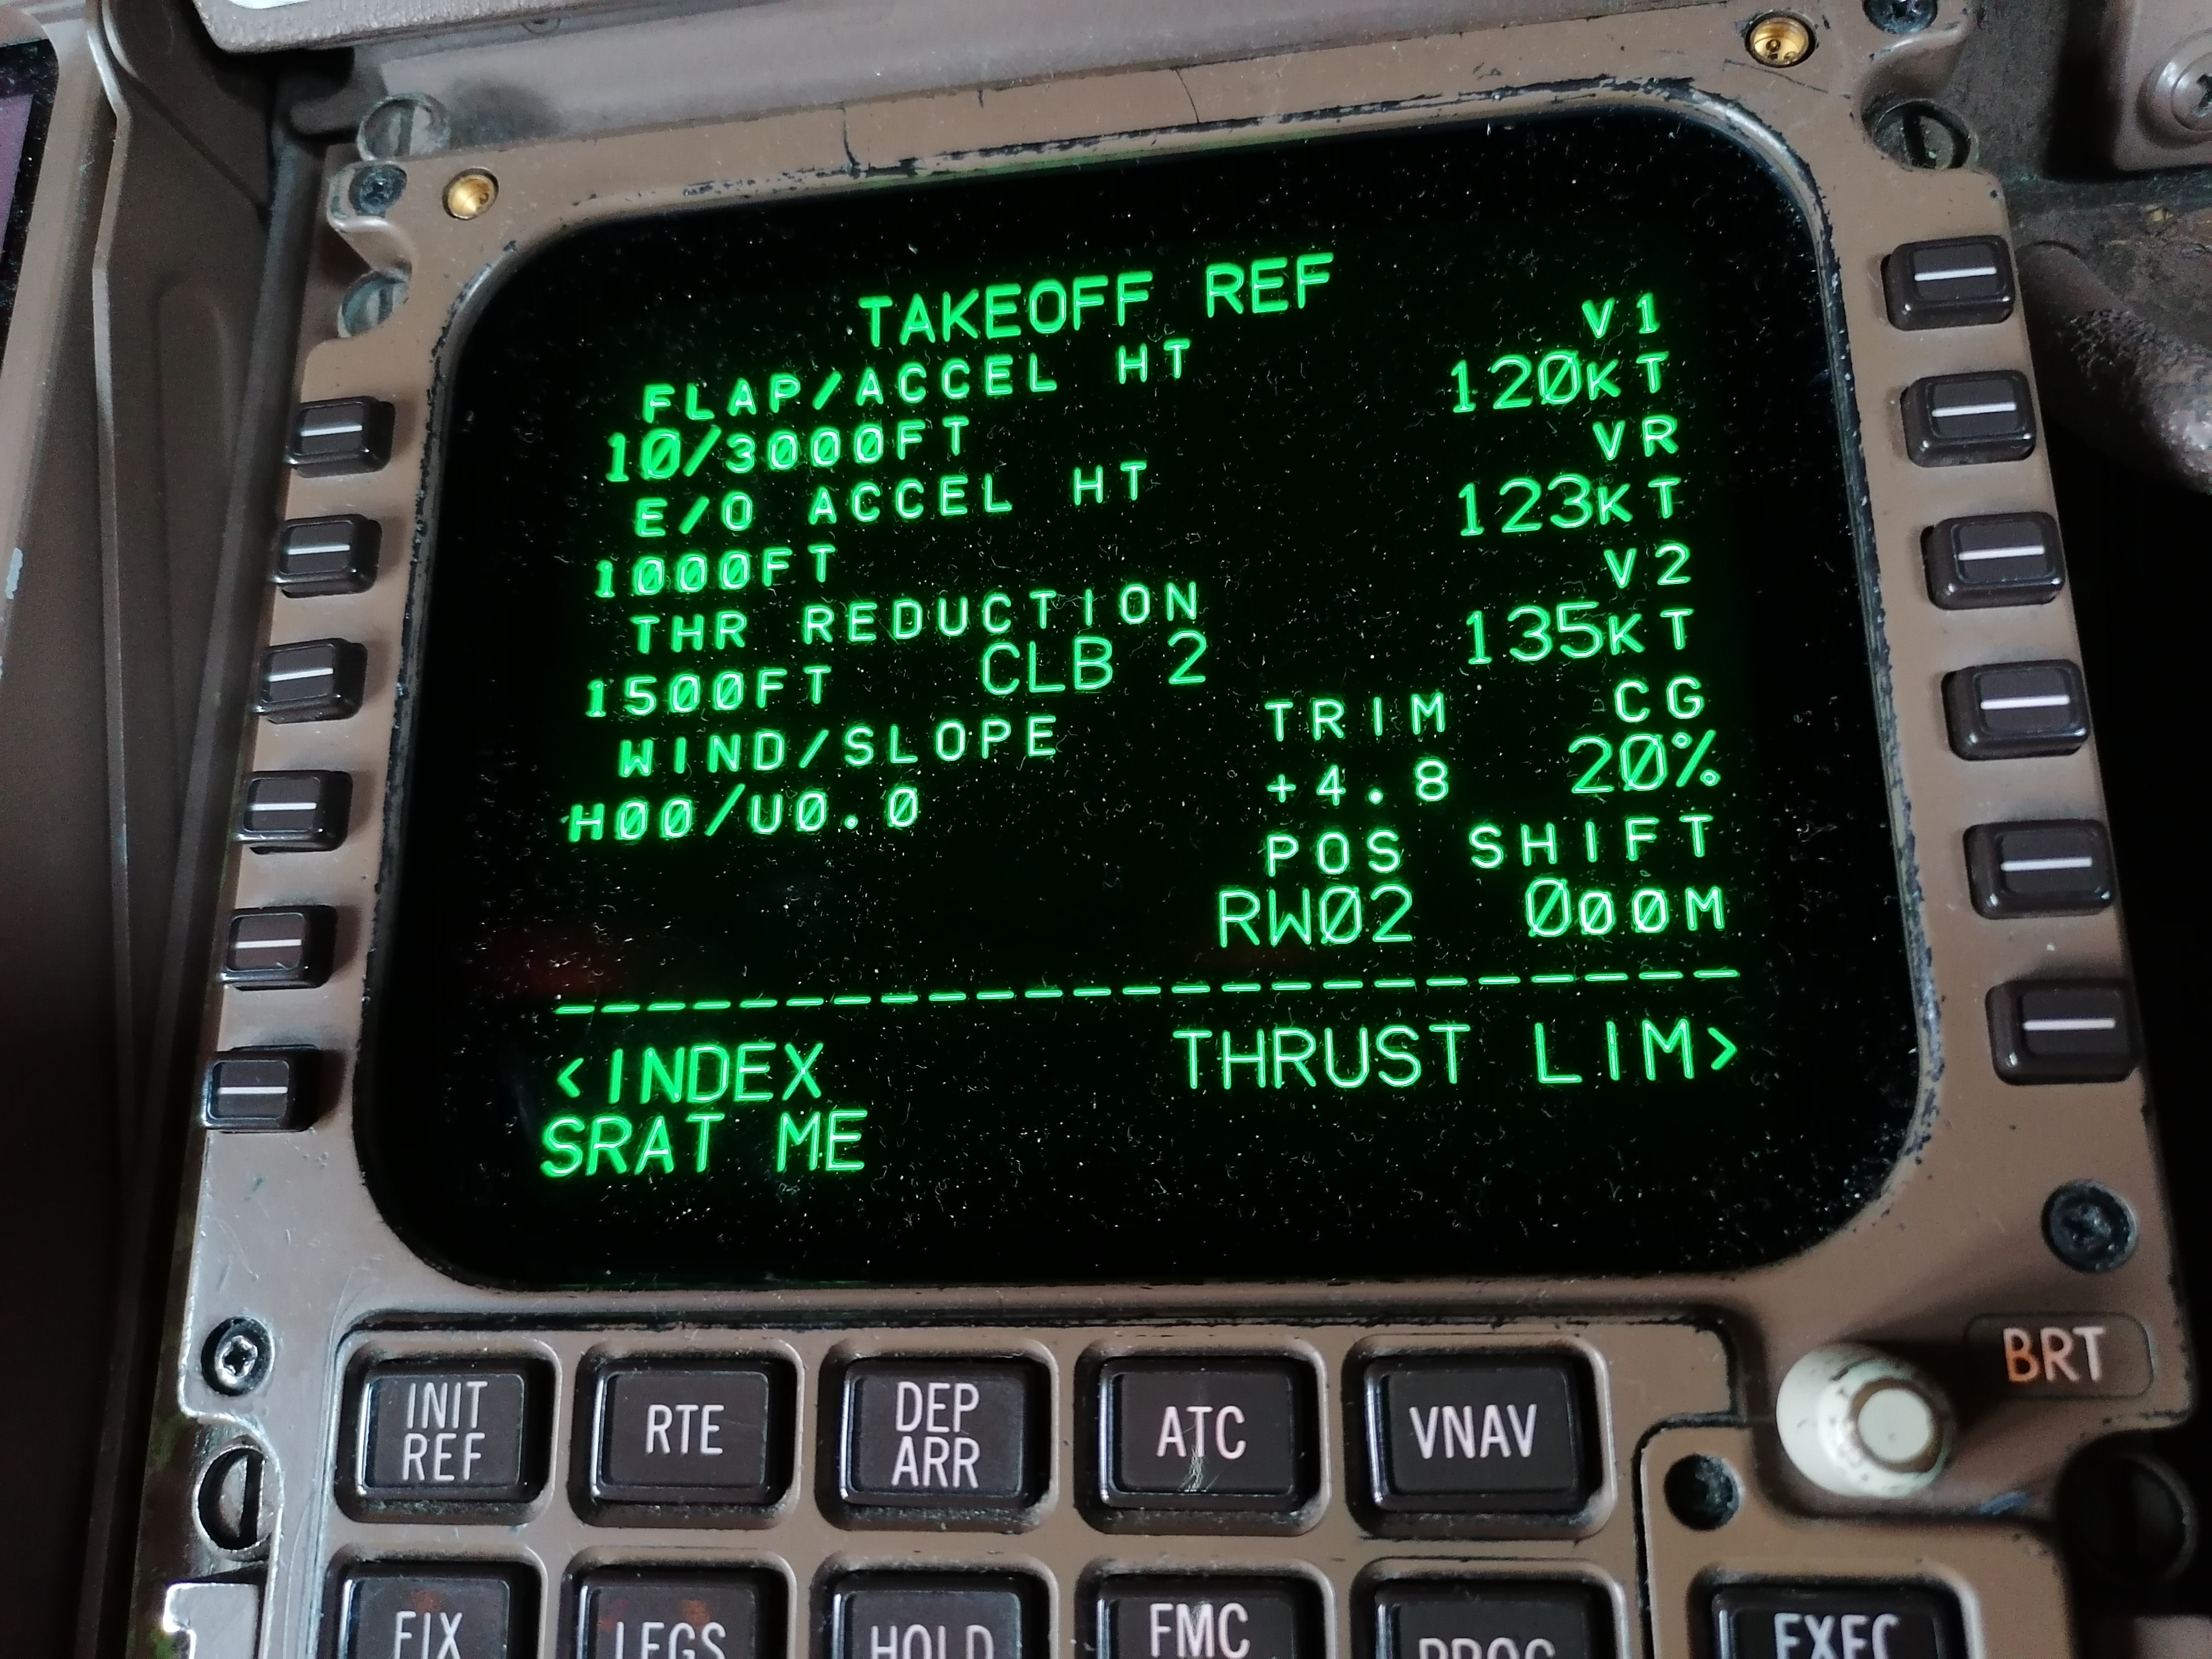 TAKEOFF REF
FLAP/ACCEL HT V1
10/3000FT 120KT
E/O ACCEL HT VR
1000FT 123KT
THR REDUCTION V2
1500FT CLB 2 135KT
WIND/SLOPE TRIM CG
H00/U0.0 +4.8 20%
POS SHIFT
RW02 000M
--------------------------
<INDEX THRUST LIM>
SRAT ME
BRT
INIT REF RTE DEP ARR ATC VNAV
FIX LEGS HOLD FMC PROG EXEC